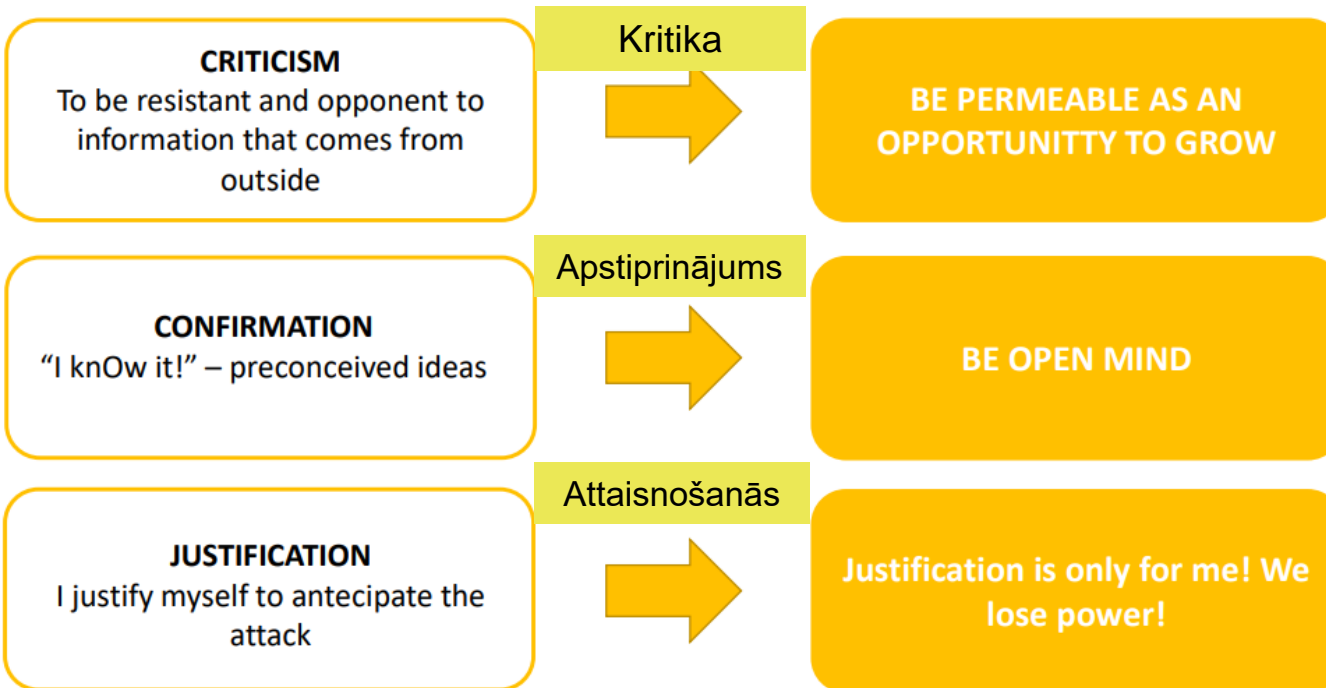 CRITICISM
To be resistant and opponent to
information that comes from
outside
Kritika
BE PERMEABLE AS AN
OPPORTUNITTY TO GROW
CONFIRMATION
“I knOw it!” – preconceived ideas
Apstiprinājums
BE OPEN MIND
JUSTIFICATION
I justify myself to antecipate the
attack
Attaisnošanās
Justification is only for me! We
lose power!